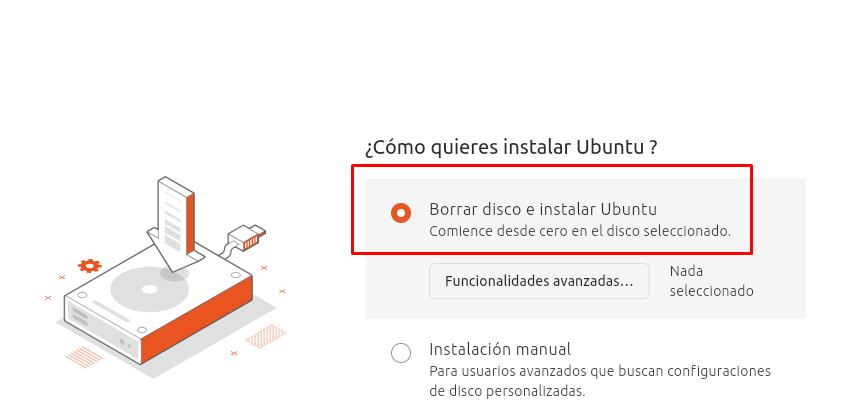 ¿Cómo quieres instalar Ubuntu ?
Borrar disco e instalar Ubuntu
Comience desde cero en el disco seleccionado.
Funcionalidades avanzadas...
Nada
seleccionado
Instalación manual
Para usuarios avanzados que buscan configuraciones
de disco personalizadas.